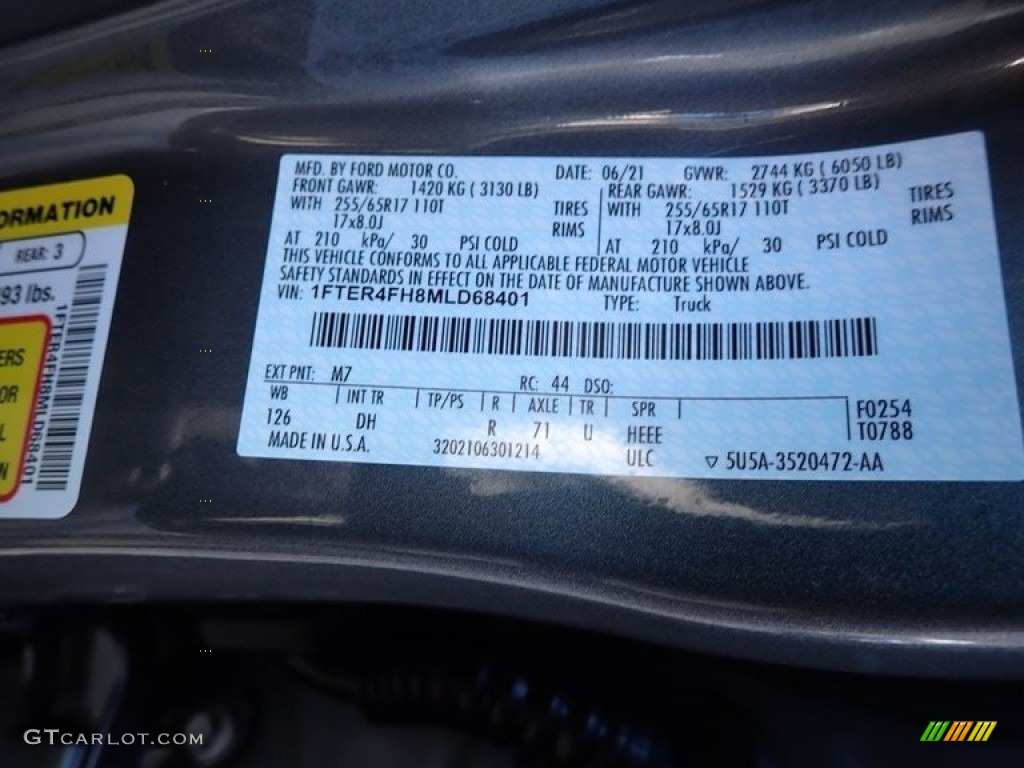 ORMATION
REAR: 3
93 lbs.
ERS
OR
L
N
1FTER4FH8MLD68401
MFD. BY FORD MOTOR CO. DATE: 06/21 GVWR: 2744 KG ( 6050 LB)
FRONT GAWR: 1420 KG ( 3130 LB) REAR GAWR: 1529 KG ( 3370 LB)
WITH 255/65R17 110T TIRES WITH 255/65R17 110T TIRES
17x8.0J RIMS 17x8.0J RIMS
AT 210 kPa/ 30 PSI COLD AT 210 kPa/ 30 PSI COLD
THIS VEHICLE CONFORMS TO ALL APPLICABLE FEDERAL MOTOR VEHICLE
SAFETY STANDARDS IN EFFECT ON THE DATE OF MANUFACTURE SHOWN ABOVE.
VIN: 1FTER4FH8MLD68401 TYPE: Truck
EXT PNT: M7 RC: 44 DSO:
WB INT TR TP/PS R AXLE TR SPR F0254
126 DH R 71 U HEEE T0788
MADE IN U.S.A. 3202106301214 ULC ▽ 5U5A-3520472-AA
GTCARLOT.COM